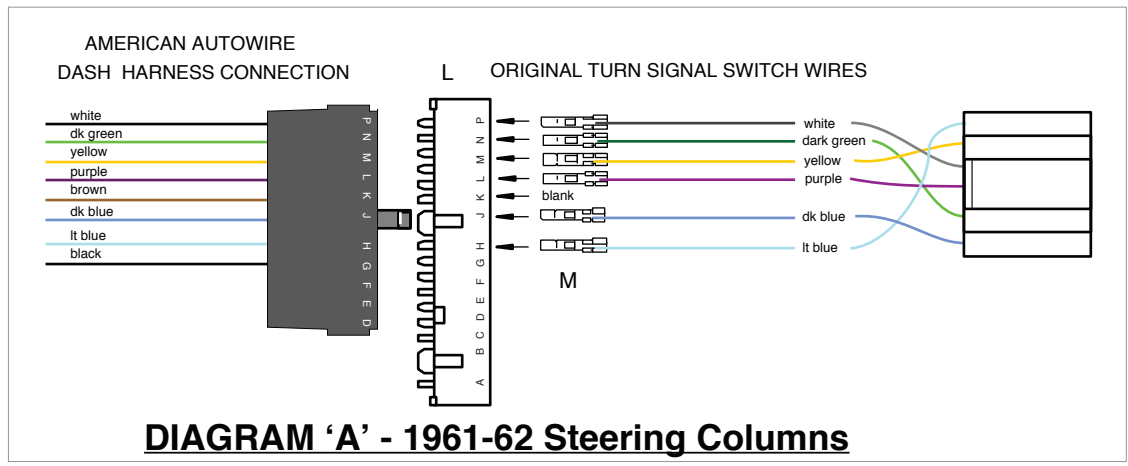 AMERICAN AUTOWIRE
DASH HARNESS CONNECTION
L
ORIGINAL TURN SIGNAL SWITCH WIRES
white
dk green
yellow
purple
brown
dk blue
lt blue
black
P
N
M
L
K
J
H
G
F
E
D
P
N
M
L
K
J
H
G
F
E
D
C
B
A
blank
M
white
dark green
yellow
purple
dk blue
lt blue
DIAGRAM ‘A’ - 1961-62 Steering Columns